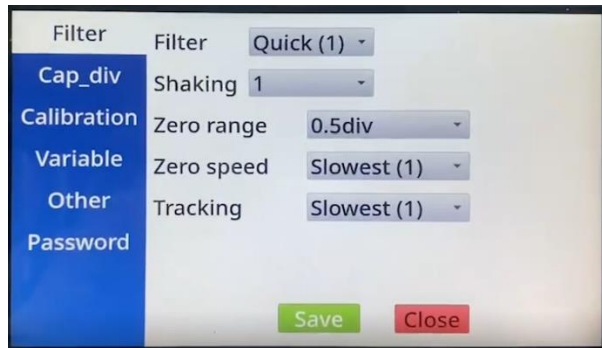 Filter
Cap_div
Calibration
Variable
Other
Password
Filter Quick (1)
Shaking 1
Zero range 0.5div
Zero speed Slowest (1)
Tracking Slowest (1)
Save Close